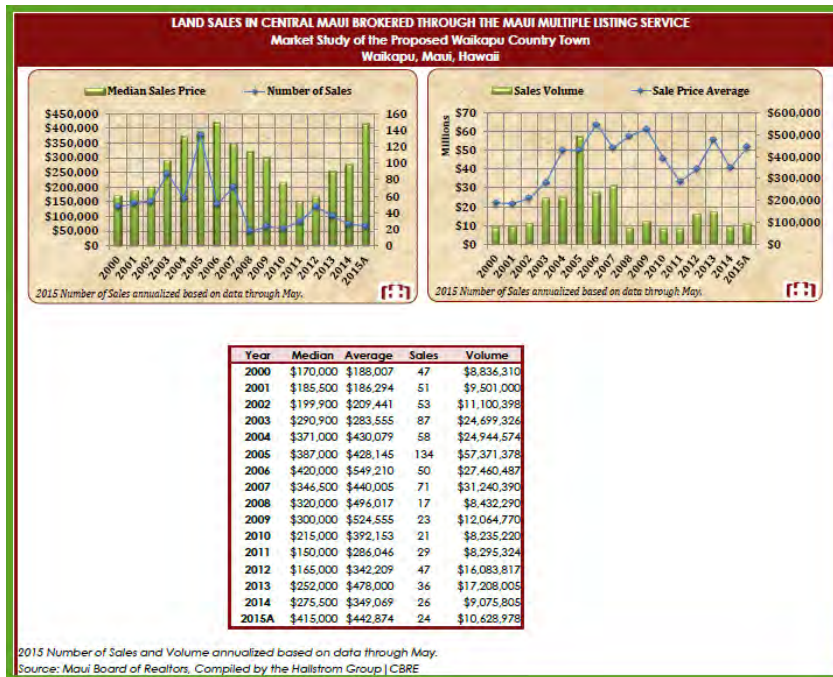 LAND SALES IN CENTRAL MAUI BROKERED THROUGH THE MAUI MULTIPLE LISTING SERVICE
Market Study of the Proposed Waikapu Country Town
Waikapu, Maui, Hawaii
Median Sales Price Number of Sales
$450,000 160
$400,000 140
$350,000 120
$300,000 100
$250,000 80
$200,000 60
$150,000 40
$100,000 20
$50,000 0
$0
2000 2001 2002 2003 2004 2005 2006 2007 2008 2009 2010 2011 2012 2013 2014 2015A
2015 Number of Sales annualized based on data through May.
Sales Volume Sale Price Average
Millions
$70 $600,000
$60 $500,000
$50 $400,000
$40 $300,000
$30 $200,000
$20 $100,000
$10 $0
$0
2000 2001 2002 2003 2004 2005 2006 2007 2008 2009 2010 2011 2012 2013 2014 2015A
2015 Number of Sales annualized based on data through May.
Year Median Average Sales Volume
2000 $170,000 $188,007 47 $8,836,310
2001 $185,500 $186,294 51 $9,501,000
2002 $199,900 $209,441 53 $11,100,398
2003 $290,900 $283,555 87 $24,699,326
2004 $371,000 $430,079 58 $24,944,574
2005 $387,000 $428,145 134 $57,371,378
2006 $420,000 $549,210 50 $27,460,487
2007 $346,500 $440,005 71 $31,240,390
2008 $320,000 $496,017 17 $8,432,290
2009 $300,000 $524,555 23 $12,064,770
2010 $215,000 $392,153 21 $8,235,220
2011 $150,000 $286,046 29 $8,295,324
2012 $165,000 $342,209 47 $16,083,817
2013 $252,000 $478,000 36 $17,208,005
2014 $275,500 $349,069 26 $9,075,805
2015A $415,000 $442,874 24 $10,628,978
2015 Number of Sales and Volume annualized based on data through May.
Source: Maui Board of Realtors, Compiled by the Hallstrom Group|CBRE